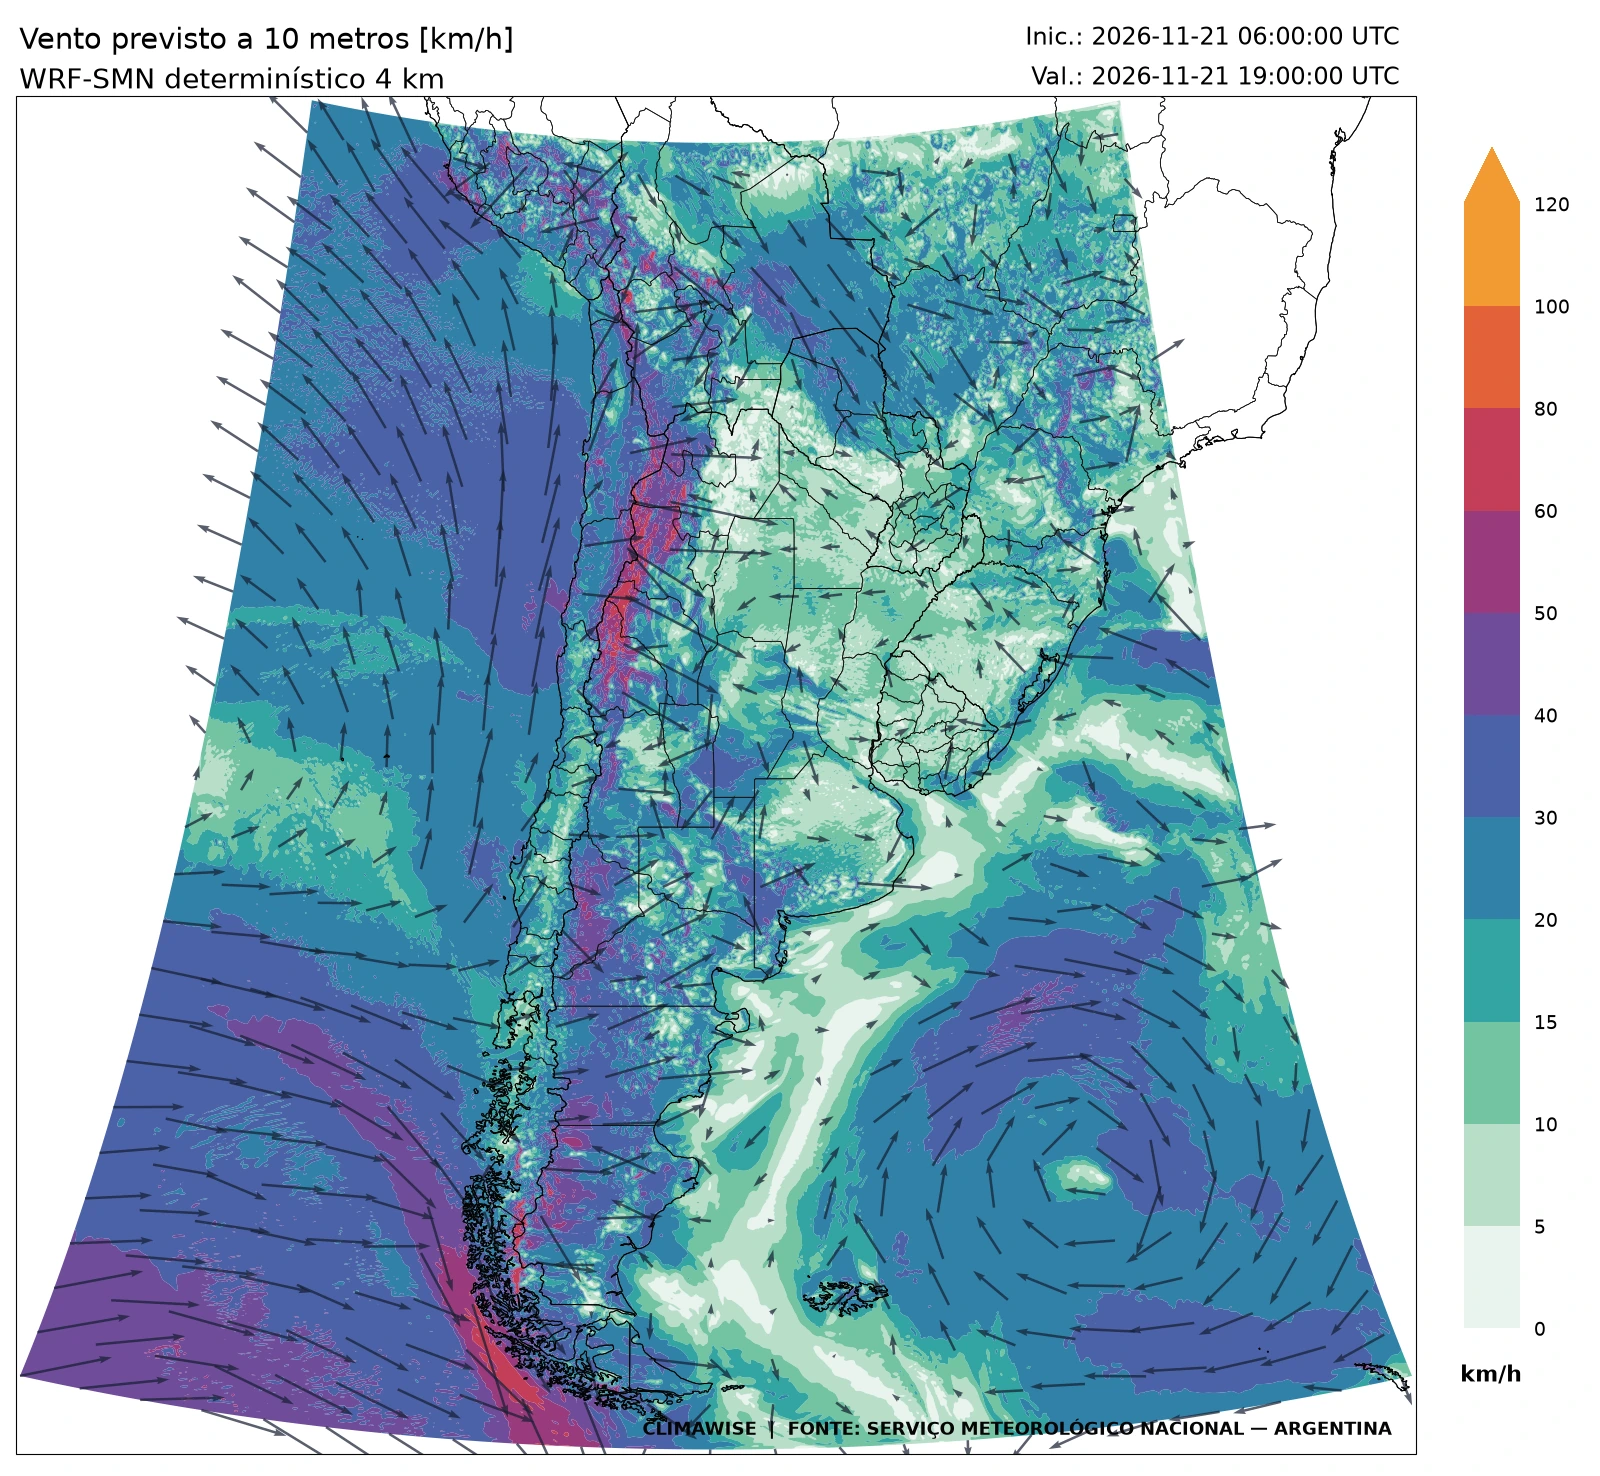 Vento previsto a 10 metros [km/h]
WRF-SMN determinístico 4 km
Inic.: 2026-11-21 06:00:00 UTC
Val.: 2026-11-21 19:00:00 UTC
120
100
80
60
50
40
30
20
15
10
5
0
km/h
CLIMAWISE | FONTE: SERVIÇO METEOROLÓGICO NACIONAL — ARGENTINA